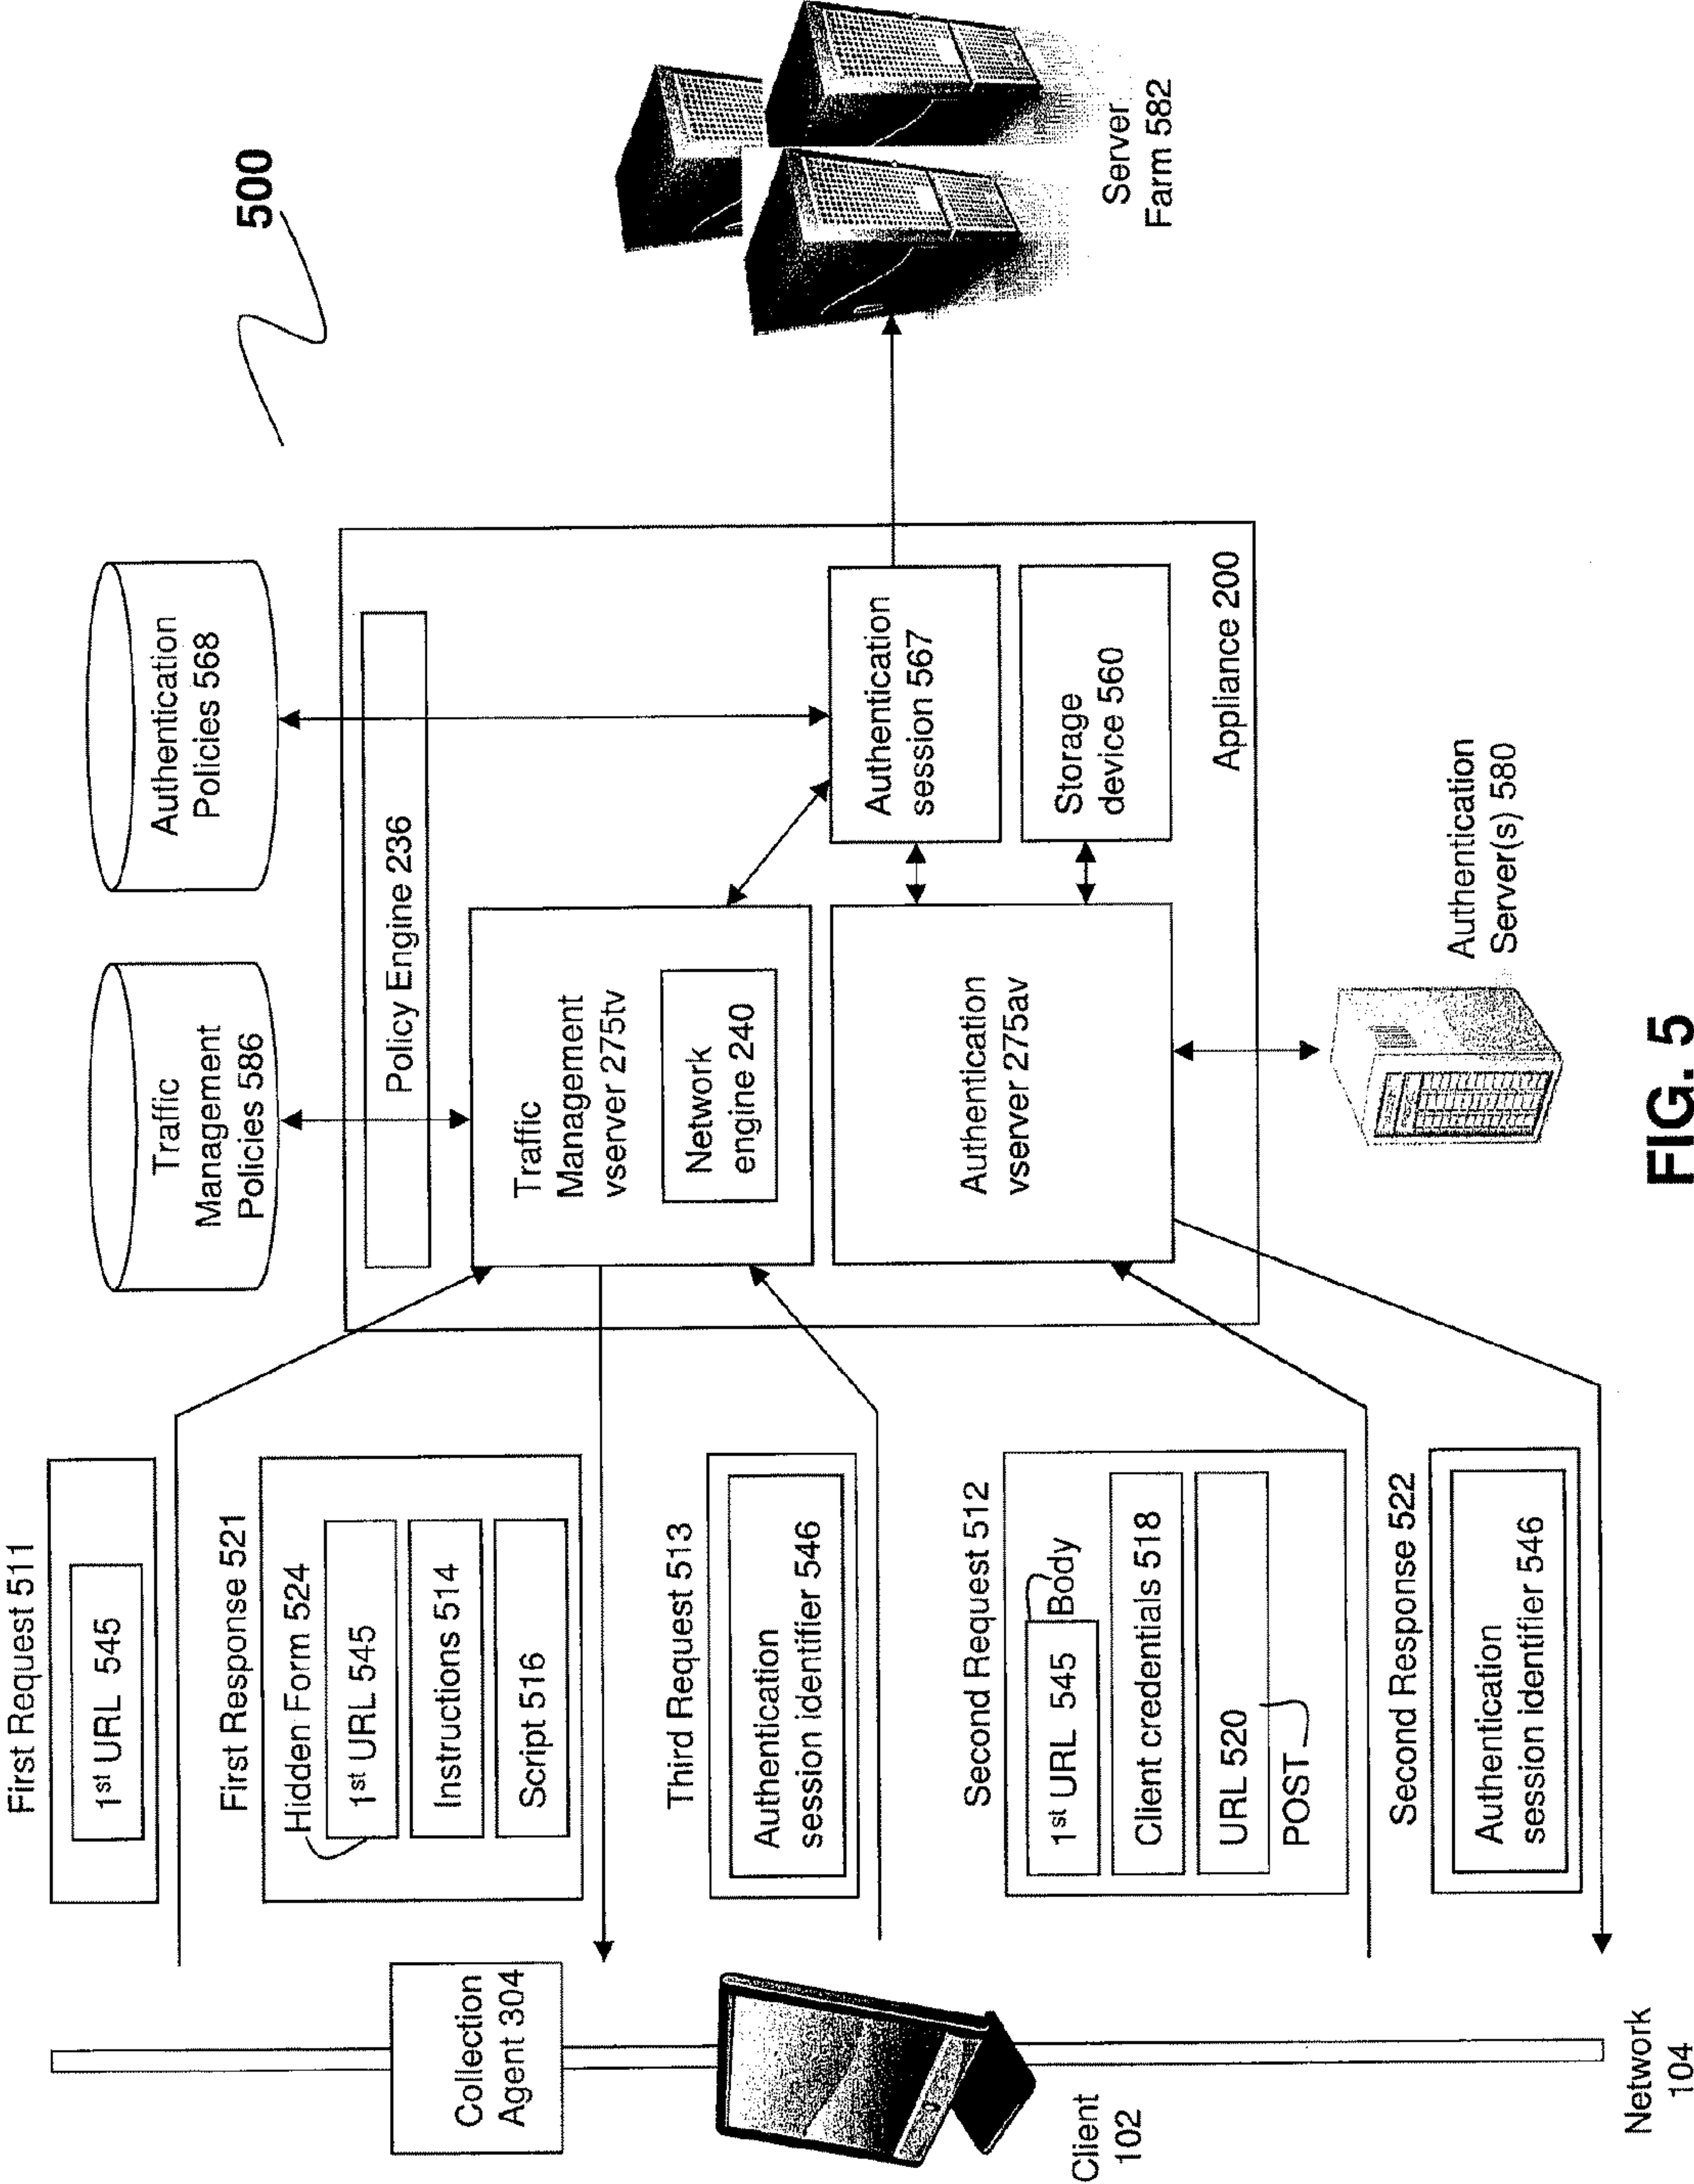 500
First Request 511
1st URL 545
First Response 521
Hidden Form 524
1st URL 545
Instructions 514
Script 516
Third Request 513
Authentication
session identifier 546
Second Request 512
1st URL 545
Body
Client credentials 518
URL 520
POST
Second Response 522
Authentication
session identifier 546
Collection
Agent 304
Client
102
Network
104
Traffic
Management
Policies 586
Authentication
Policies 568
Policy Engine 236
Traffic
Management
vserver 275tv
Network
engine 240
Authentication
vserver 275av
Authentication
session 567
Storage
device 560
Appliance 200
Authentication
Server(s) 580
Server
Farm 582
FIG. 5